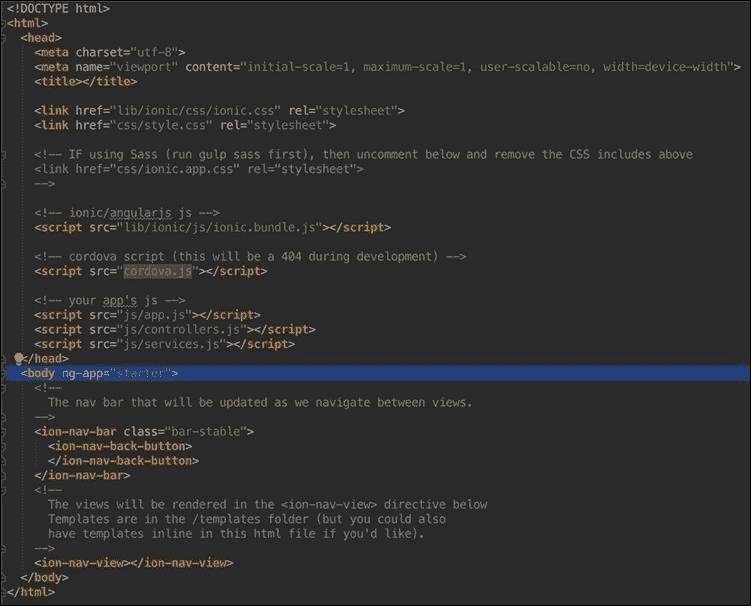 <!DOCTYPE html>
<html>
<head>
<meta charset="utf-8">
<meta name="viewport" content="initial-scale=1, maximum-scale=1, user-scalable=no, width=device-width">
<title></title>
<link href="lib/ionic/css/ionic.css" rel="stylesheet">
<link href="css/style.css" rel="stylesheet">
<!-- IF using Sass (run gulp sass first), then uncomment below and remove the CSS includes above
<link href="css/ionic.app.css" rel="stylesheet">
-->
<!-- ionic/angularjs js -->
<script src="lib/ionic/js/ionic.bundle.js"></script>
<!-- cordova script (this will be a 404 during development) -->
<script src="cordova.js"></script>
<!-- your app's js -->
<script src="js/app.js"></script>
<script src="js/controllers.js"></script>
<script src="js/services.js"></script>
</head>
<body ng-app="starter">
<!--
The nav bar that will be updated as we navigate between views.
-->
<ion-nav-bar class="bar-stable">
<ion-nav-back-button>
</ion-nav-back-button>
</ion-nav-bar>
<!--
The views will be rendered in the <ion-nav-view> directive below
Templates are in the /templates folder (but you could also
have templates inline in this html file if you'd like).
-->
<ion-nav-view></ion-nav-view>
</body>
</html>